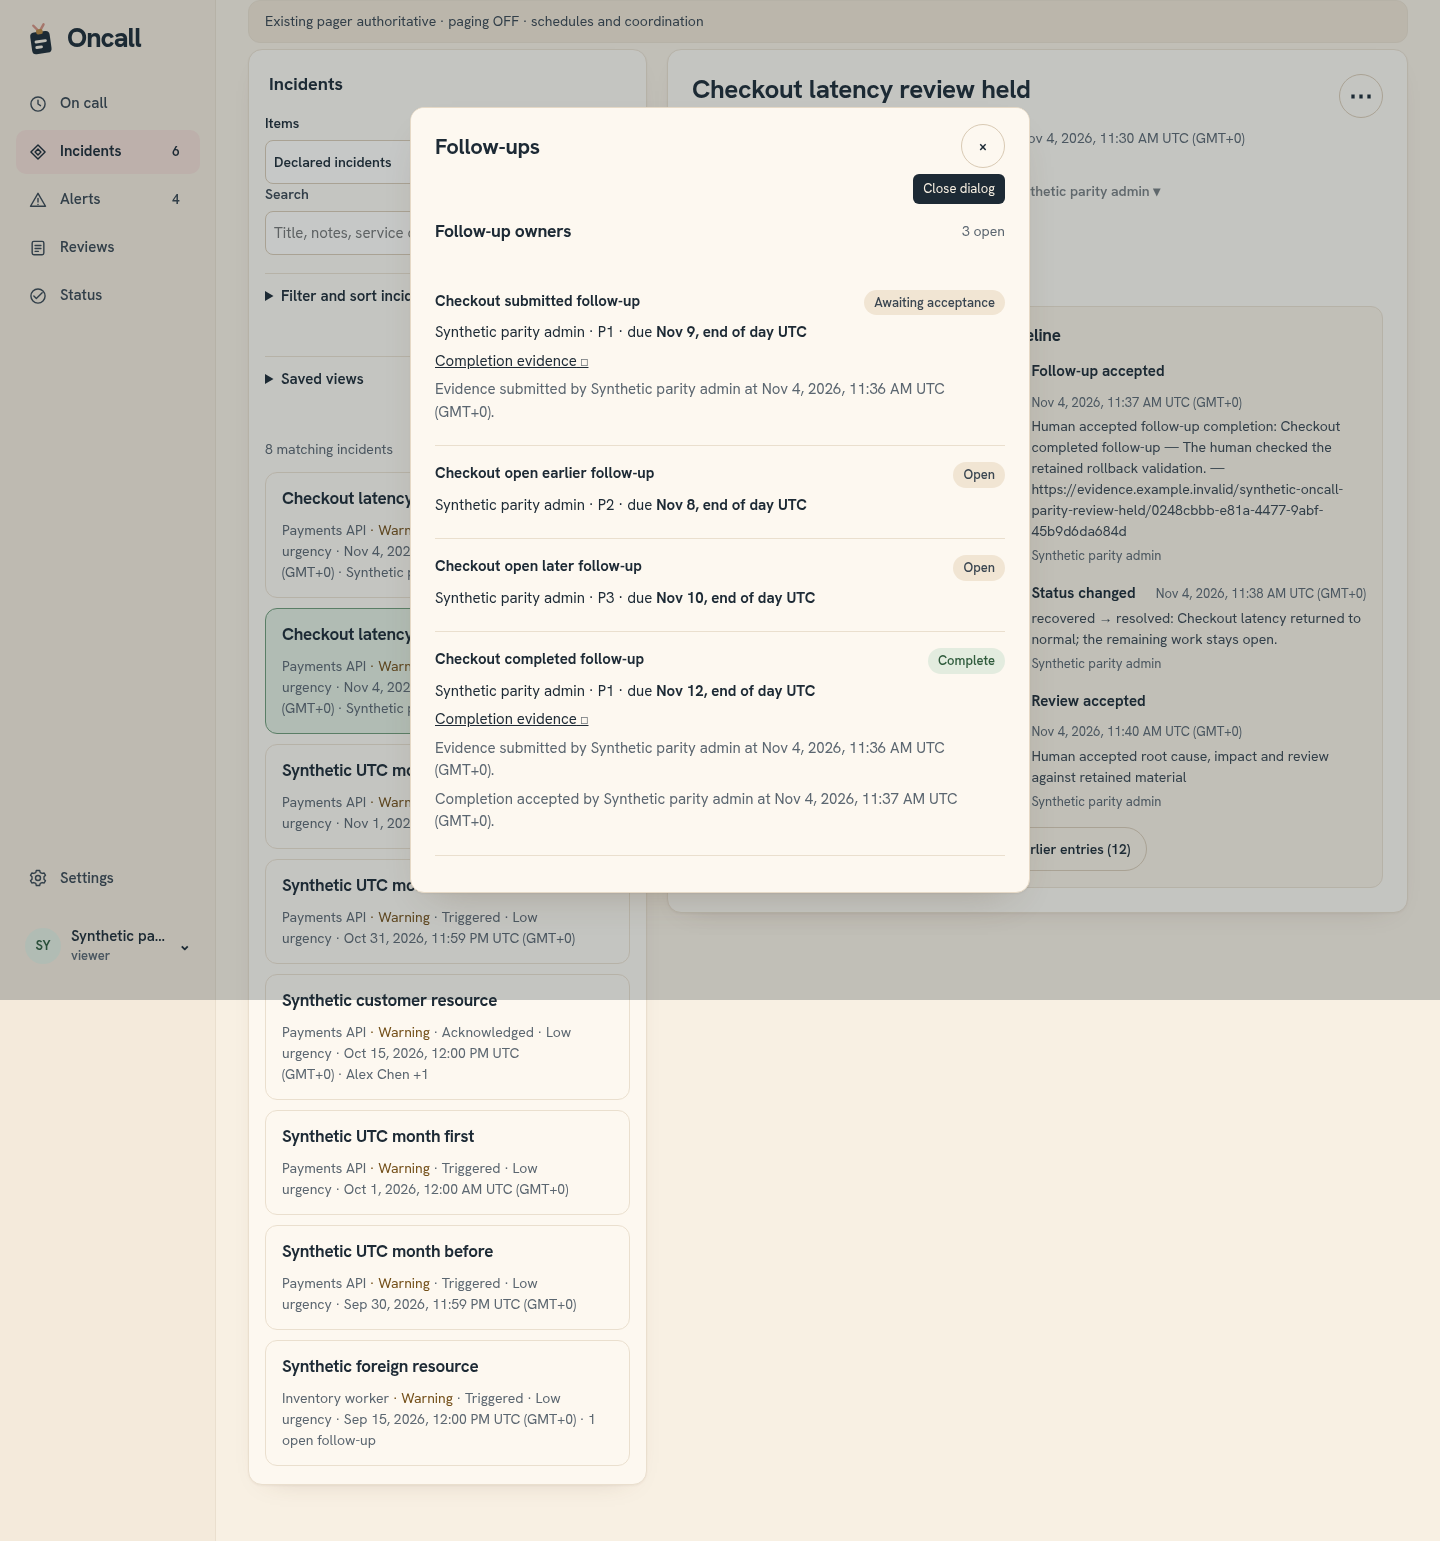 Oncall
On call
Incidents 6
Alerts 4
Reviews
Status
Settings
SY
Synthetic pa...
viewer
Existing pager authoritative · paging OFF · schedules and coordination
Incidents
Items
Declared incidents
Search
Title, notes, service
Filter and sort
Saved views
8 matching incidents
Checkout latency
Payments API ·
urgency · Nov 4,
(GMT+0) · Synthetic
Checkout latency
Payments API ·
urgency · Nov 4,
(GMT+0) · Synthetic
Synthetic UTC
Payments API ·
urgency · Nov 1,
Synthetic UTC
Payments API · Warning · Triggered · Low
urgency · Oct 31, 2026, 11:59 PM UTC (GMT+0)
Synthetic customer resource
Payments API · Warning · Acknowledged · Low
urgency · Oct 15, 2026, 12:00 PM UTC
(GMT+0) · Alex Chen +1
Synthetic UTC month first
Payments API · Warning · Triggered · Low
urgency · Oct 1, 2026, 12:00 AM UTC (GMT+0)
Synthetic UTC month before
Payments API · Warning · Triggered · Low
urgency · Sep 30, 2026, 11:59 PM UTC (GMT+0)
Synthetic foreign resource
Inventory worker · Warning · Triggered · Low
urgency · Sep 15, 2026, 12:00 PM UTC (GMT+0) · 1
open follow-up
Follow-ups
×
Close dialog
Follow-up owners 3 open
Checkout submitted follow-up Awaiting acceptance
Synthetic parity admin · P1 · due Nov 9, end of day UTC
Completion evidence
Evidence submitted by Synthetic parity admin at Nov 4, 2026, 11:36 AM UTC
(GMT+0).
Checkout open earlier follow-up Open
Synthetic parity admin · P2 · due Nov 8, end of day UTC
Checkout open later follow-up Open
Synthetic parity admin · P3 · due Nov 10, end of day UTC
Checkout completed follow-up Complete
Synthetic parity admin · P1 · due Nov 12, end of day UTC
Completion evidence
Evidence submitted by Synthetic parity admin at Nov 4, 2026, 11:36 AM UTC
(GMT+0).
Completion accepted by Synthetic parity admin at Nov 4, 2026, 11:37 AM UTC
(GMT+0).
Checkout latency review held
4, 2026, 11:30 AM UTC (GMT+0)
parity admin ▾
Follow-up accepted
Nov 4, 2026, 11:37 AM UTC (GMT+0)
Human accepted follow-up completion: Checkout
completed follow-up — The human checked the
retained rollback validation. —
https://evidence.example.invalid/synthetic-oncall-
parity-review-held/0248cbbb-e81a-4477-9abf-
45b9d6da684d
Synthetic parity admin
Status changed Nov 4, 2026, 11:38 AM UTC (GMT+0)
recovered → resolved: Checkout latency returned to
normal; the remaining work stays open.
Synthetic parity admin
Review accepted
Nov 4, 2026, 11:40 AM UTC (GMT+0)
Human accepted root cause, impact and review
against retained material
Synthetic parity admin
entries (12)